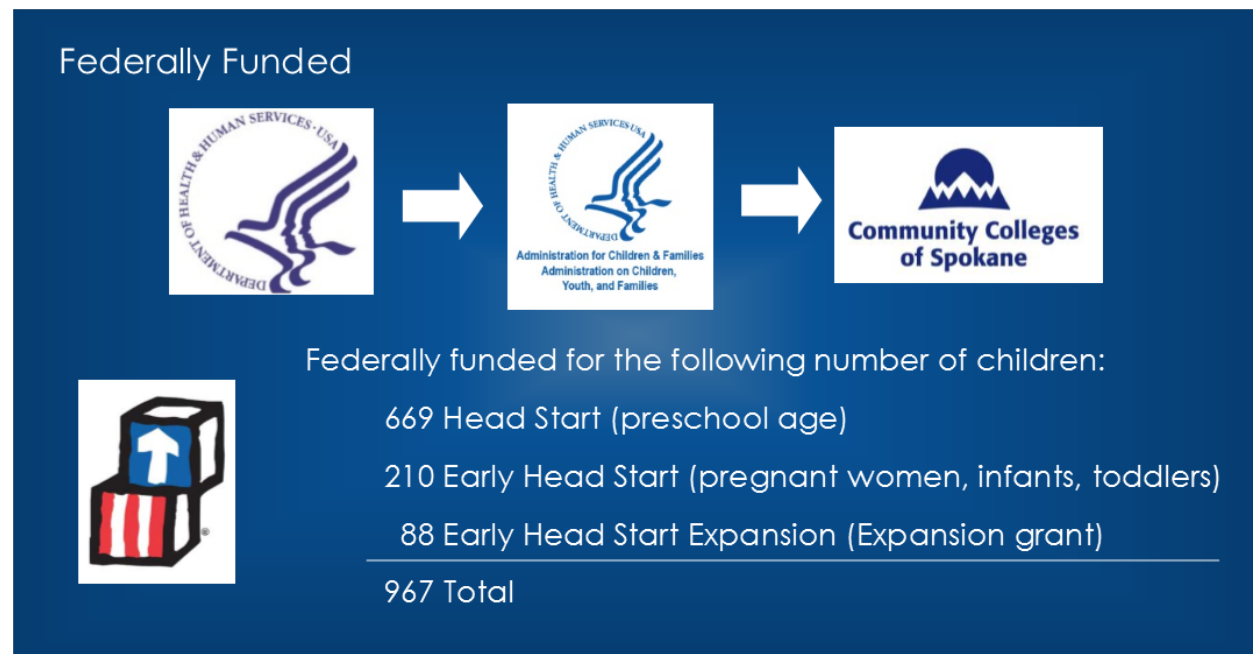 Federally Funded
DEPARTMENT OF HEALTH & HUMAN SERVICES • USA
DEPARTMENT OF HEALTH & HUMAN SERVICES USA
Administration for Children & Families
Administration on Children,
Youth, and Families
Community Colleges
of Spokane
Federally funded for the following number of children:
669 Head Start (preschool age)
210 Early Head Start (pregnant women, infants, toddlers)
88 Early Head Start Expansion (Expansion grant)
967 Total
®